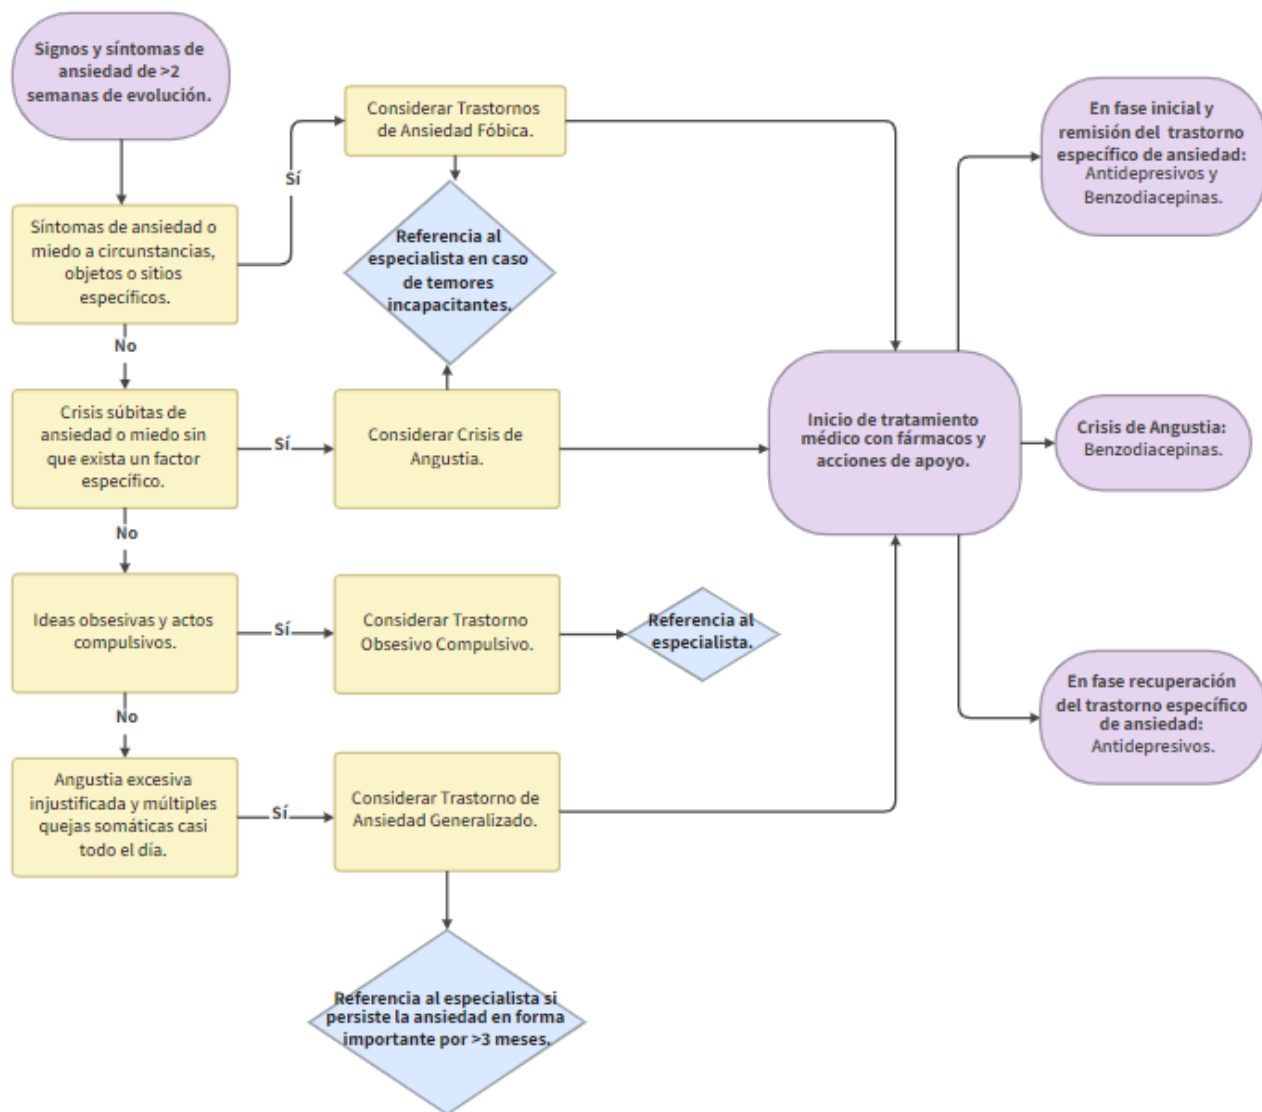 Signos y síntomas de
ansiedad de >2
semanas de evolución.
Síntomas de ansiedad o
miedo a circunstancias,
objetos o sitios
específicos.
Sí
Considerar Trastornos
de Ansiedad Fóbica.
Referencia al
especialista en caso
de temores
incapacitantes.
No
Crisis súbitas de
ansiedad o miedo sin
que exista un factor
específico.
Sí
Considerar Crisis de
Angustia.
No
Ideas obsesivas y actos
compulsivos.
Sí
Considerar Trastorno
Obsesivo Compulsivo.
Referencia al
especialista.
No
Angustia excesiva
injustificada y múltiples
quejas somáticas casi
todo el día.
Sí
Considerar Trastorno de
Ansiedad Generalizado.
Referencia al especialista si
persiste la ansiedad en forma
importante por >3 meses.
Inicio de tratamiento
médico con fármacos y
acciones de apoyo.
En fase inicial y
remisión del trastorno
específico de ansiedad:
Antidepresivos y
Benzodiacepinas.
Crisis de Angustia:
Benzodiacepinas.
En fase recuperación
del trastorno específico
de ansiedad:
Antidepresivos.